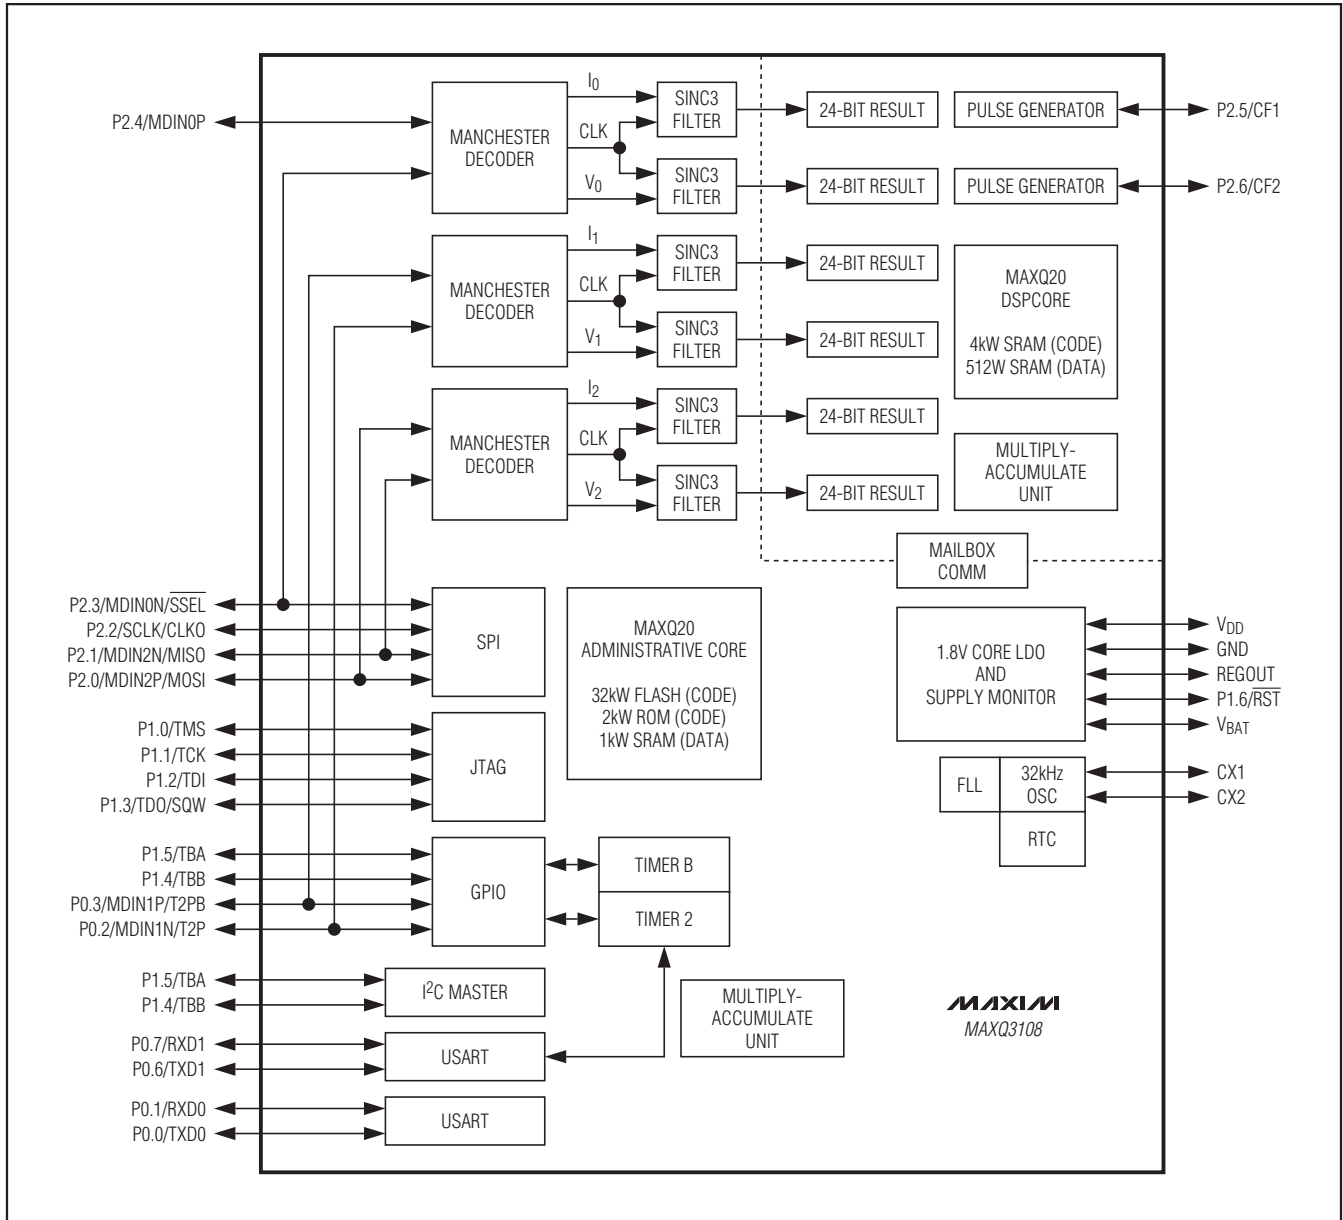 P2.4/MDIN0P
MANCHESTER
DECODER
I0
CLK
V0
SINC3
FILTER
SINC3
FILTER
24-BIT RESULT
24-BIT RESULT
PULSE GENERATOR
PULSE GENERATOR
P2.5/CF1
P2.6/CF2
MANCHESTER
DECODER
I1
CLK
V1
SINC3
FILTER
SINC3
FILTER
24-BIT RESULT
24-BIT RESULT
MAXQ20
DSPCORE
4kW SRAM (CODE)
512W SRAM (DATA)
MANCHESTER
DECODER
I2
CLK
V2
SINC3
FILTER
SINC3
FILTER
24-BIT RESULT
24-BIT RESULT
MULTIPLY-
ACCUMULATE
UNIT
MAILBOX
COMM
P2.3/MDIN0N/SSEL
P2.2/SCLK/CLKO
P2.1/MDIN2N/MISO
P2.0/MDIN2P/MOSI
SPI
MAXQ20
ADMINISTRATIVE CORE
32kW FLASH (CODE)
2kW ROM (CODE)
1kW SRAM (DATA)
1.8V CORE LDO
AND
SUPPLY MONITOR
VDD
GND
REGOUT
P1.6/RST
VBAT
P1.0/TMS
P1.1/TCK
P1.2/TDI
P1.3/TDO/SQW
JTAG
FLL
32kHz
OSC
RTC
CX1
CX2
P1.5/TBA
P1.4/TBB
P0.3/MDIN1P/T2PB
P0.2/MDIN1N/T2P
GPIO
TIMER B
TIMER 2
P1.5/TBA
P1.4/TBB
I2C MASTER
MULTIPLY-
ACCUMULATE
UNIT
MAXIM
MAXQ3108
P0.7/RXD1
P0.6/TXD1
USART
P0.1/RXD0
P0.0/TXD0
USART